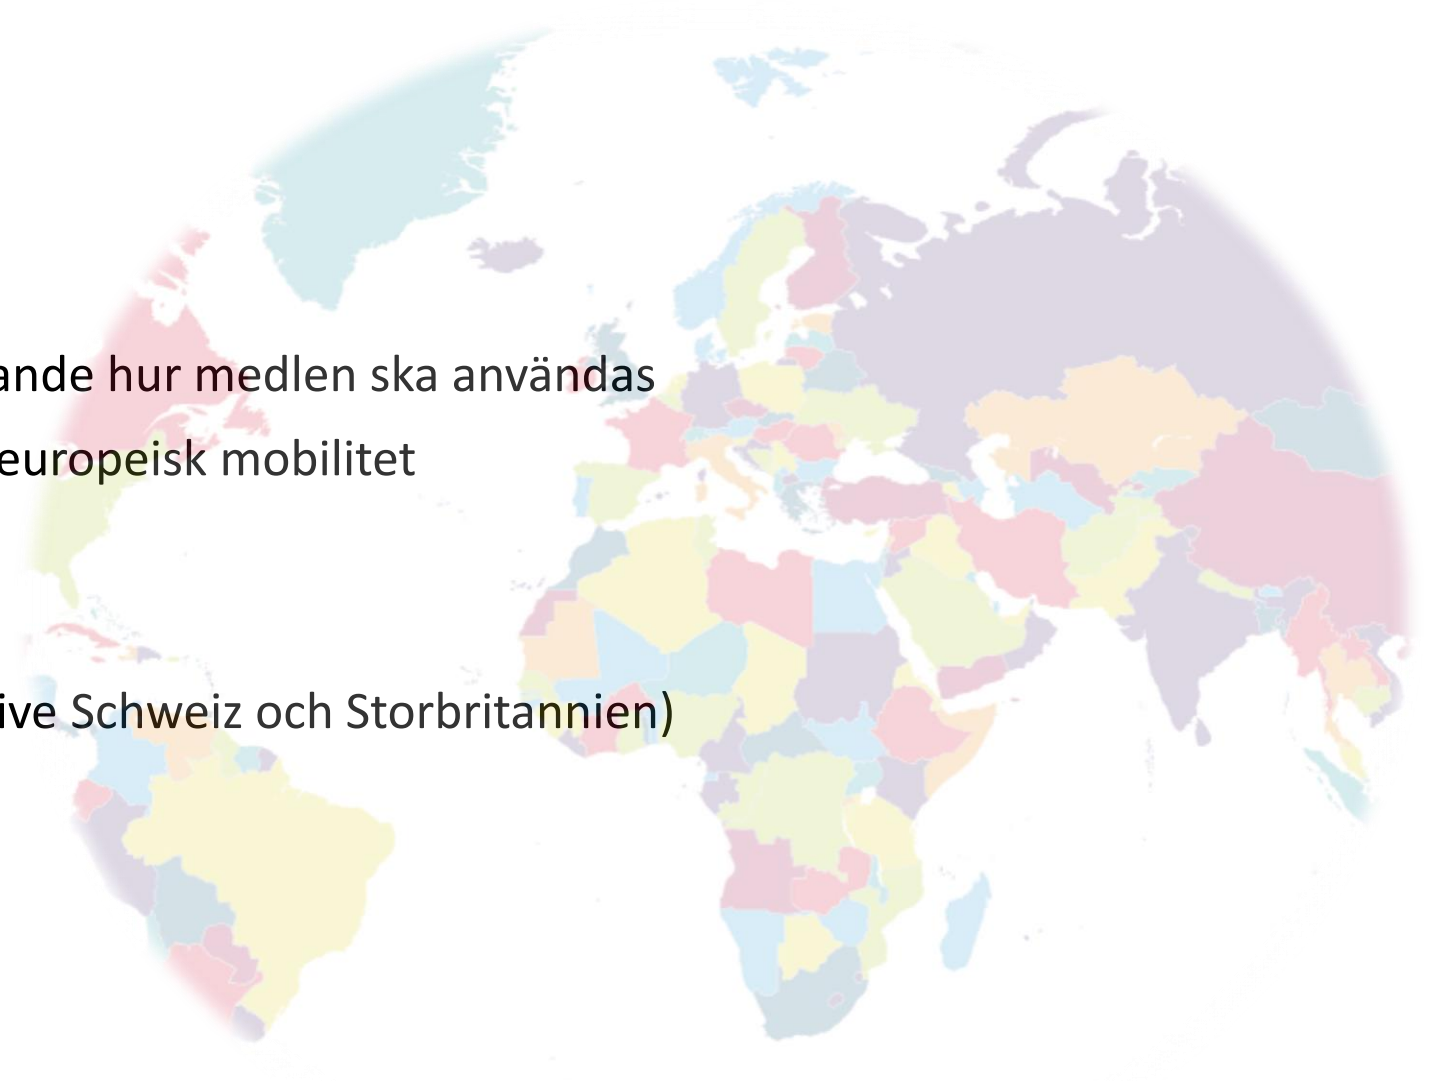 ande hur medlen ska användas
europeisk mobilitet
ive Schweiz och Storbritannien)